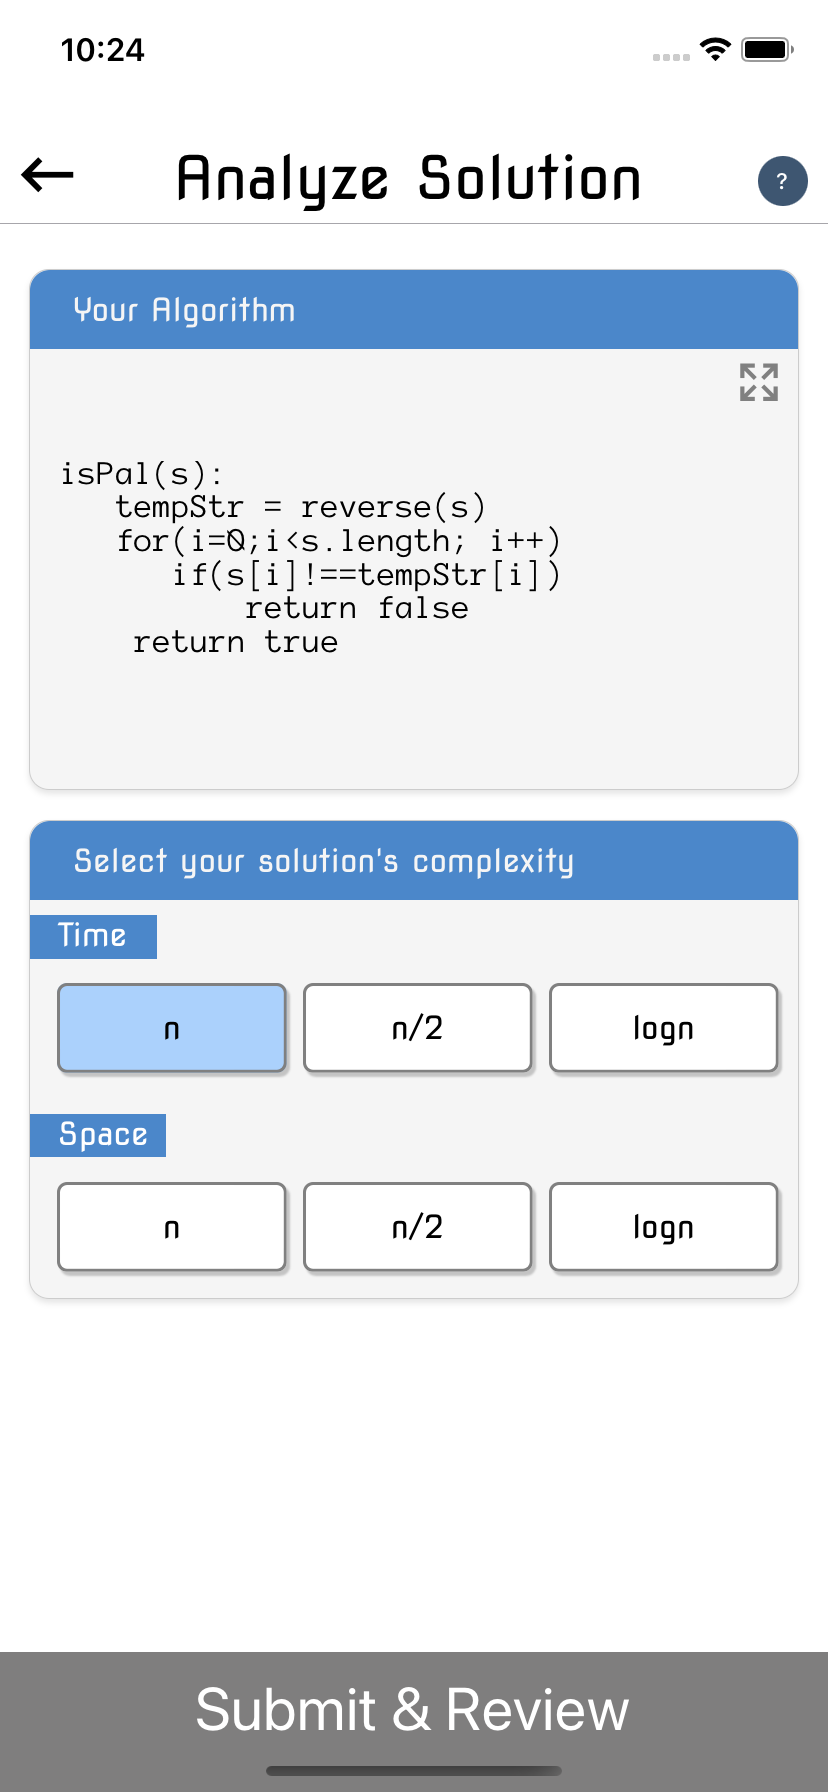 10:24
Analyze Solution
?
Your Algorithm
isPal(s):
   tempStr = reverse(s)
   for(i=0;i<s.length; i++)
      if(s[i]!==tempStr[i])
          return false
    return true
Select your solution's complexity
Time
n n/2 logn
Space
n n/2 logn
Submit & Review